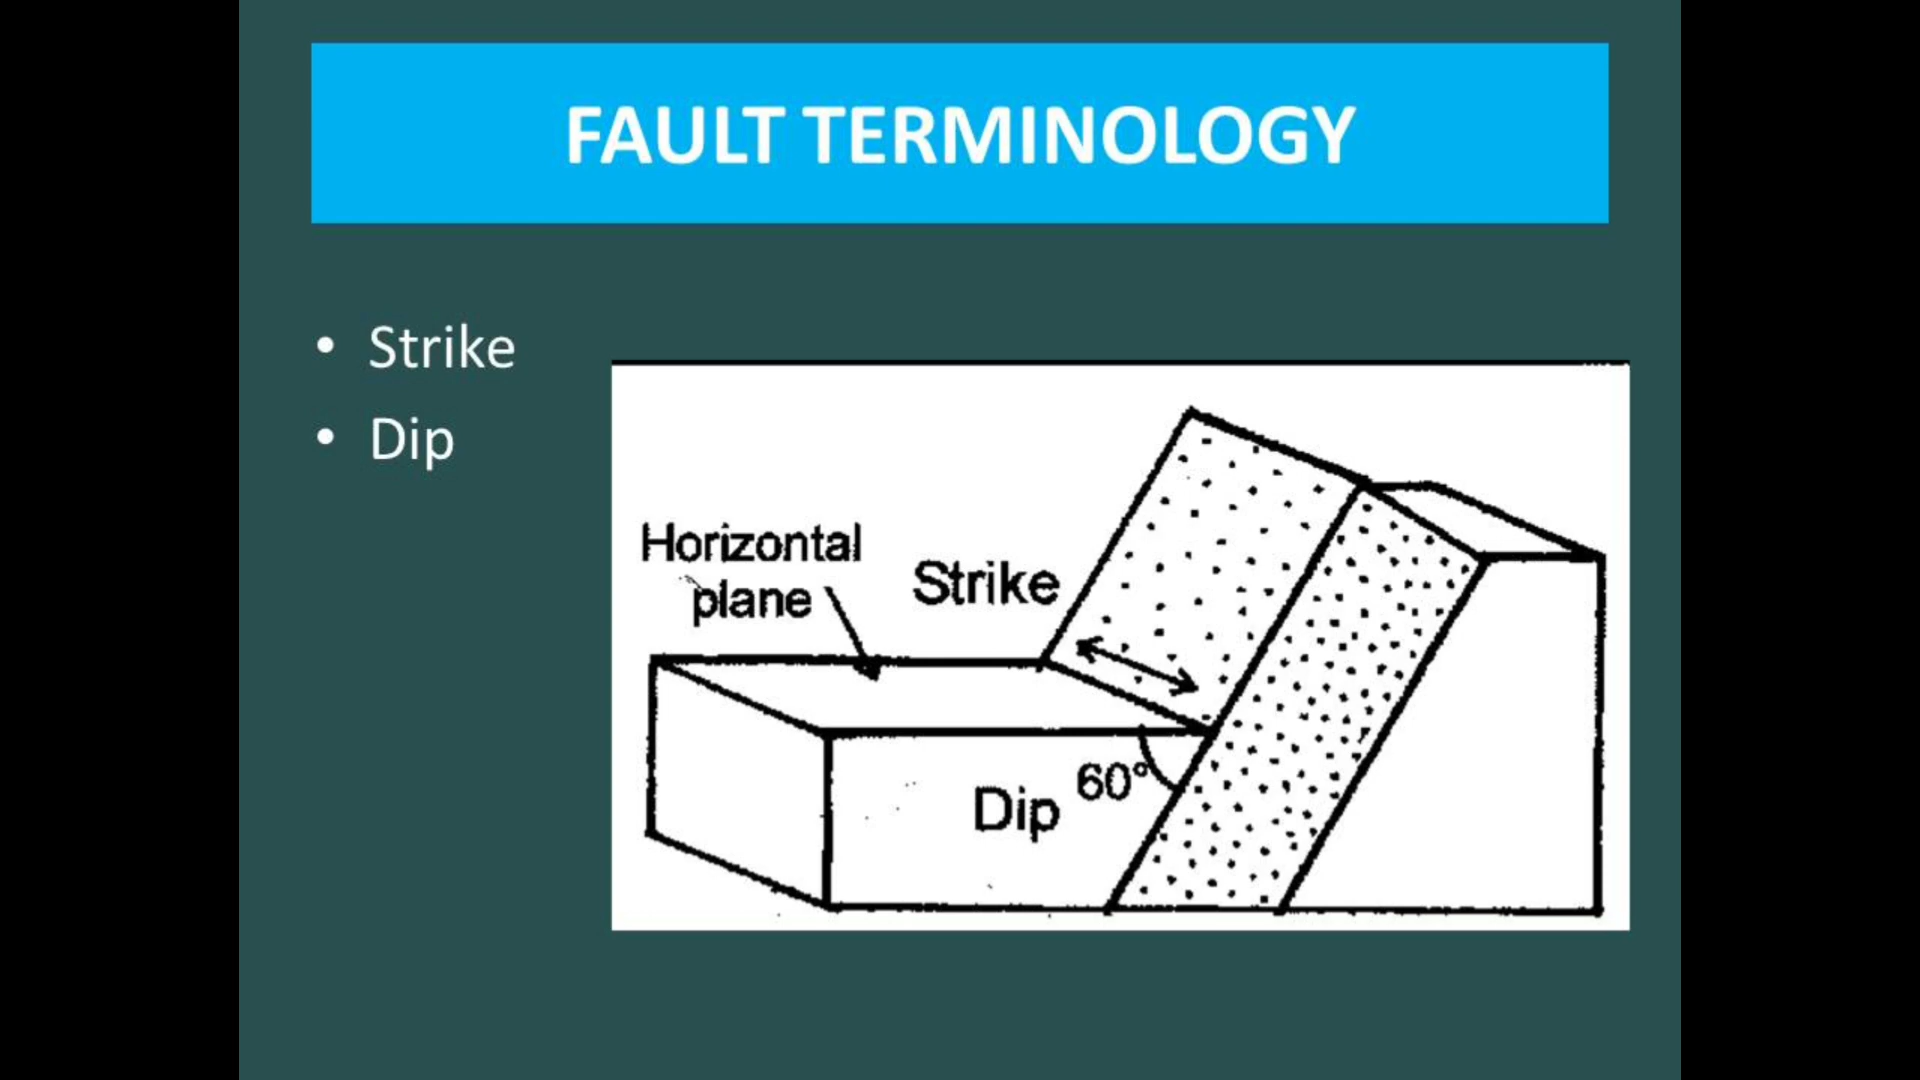 FAULT TERMINOLOGY
• Strike
• Dip
Horizontal
plane
Strike
Dip
60°